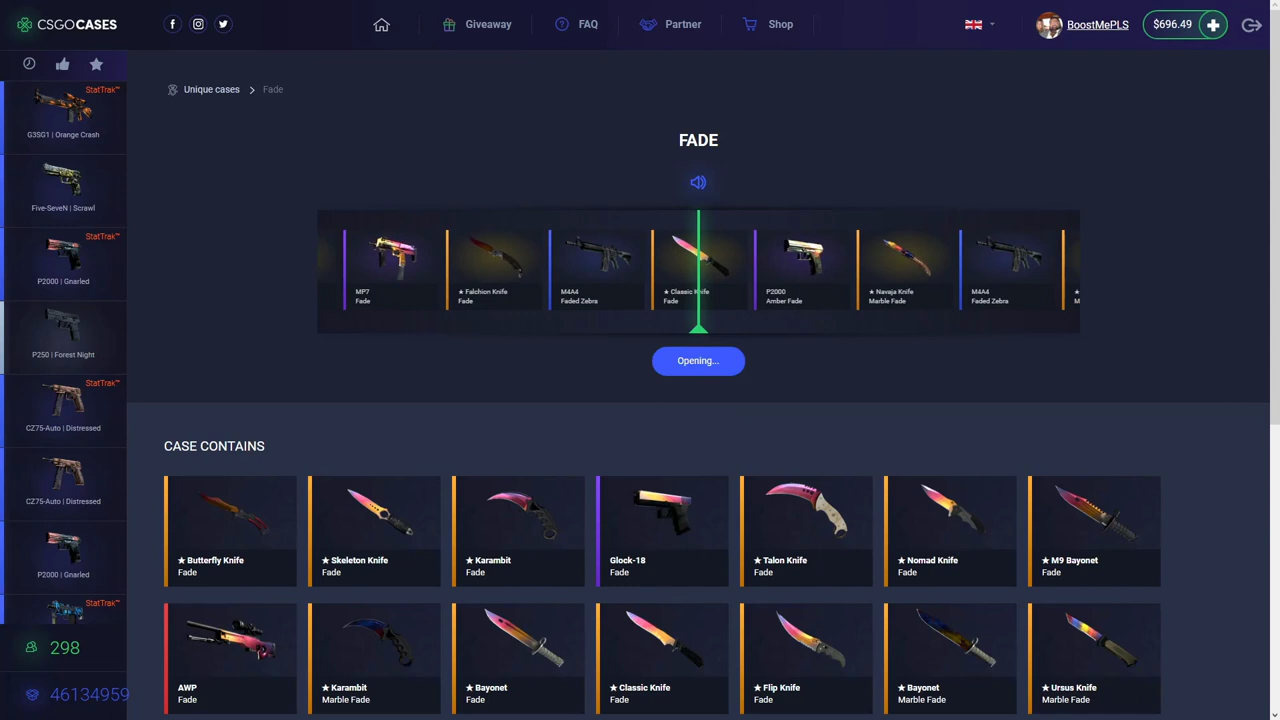 CSGOCASES
Giveaway
FAQ
Partner
Shop
BoostMePLS
$696.49
StatTrak™
G3SG1 | Orange Crash
Five-SeveN | Scrawl
StatTrak™
P2000 | Gnarled
P250 | Forest Night
StatTrak™
CZ75-Auto | Distressed
CZ75-Auto | Distressed
P2000 | Gnarled
StatTrak™
298
46134959
Unique cases > Fade
FADE
MP7
Fade
★ Falchion Knife
Fade
M4A4
Faded Zebra
★ Classic Knife
Fade
P2000
Amber Fade
★ Navaja Knife
Marble Fade
M4A4
Faded Zebra
★
M
Opening...
CASE CONTAINS
★ Butterfly Knife
Fade
★ Skeleton Knife
Fade
★ Karambit
Fade
Glock-18
Fade
★ Talon Knife
Fade
★ Nomad Knife
Fade
★ M9 Bayonet
Fade
AWP
Fade
★ Karambit
Marble Fade
★ Bayonet
Fade
★ Classic Knife
Fade
★ Flip Knife
Fade
★ Bayonet
Marble Fade
★ Ursus Knife
Marble Fade